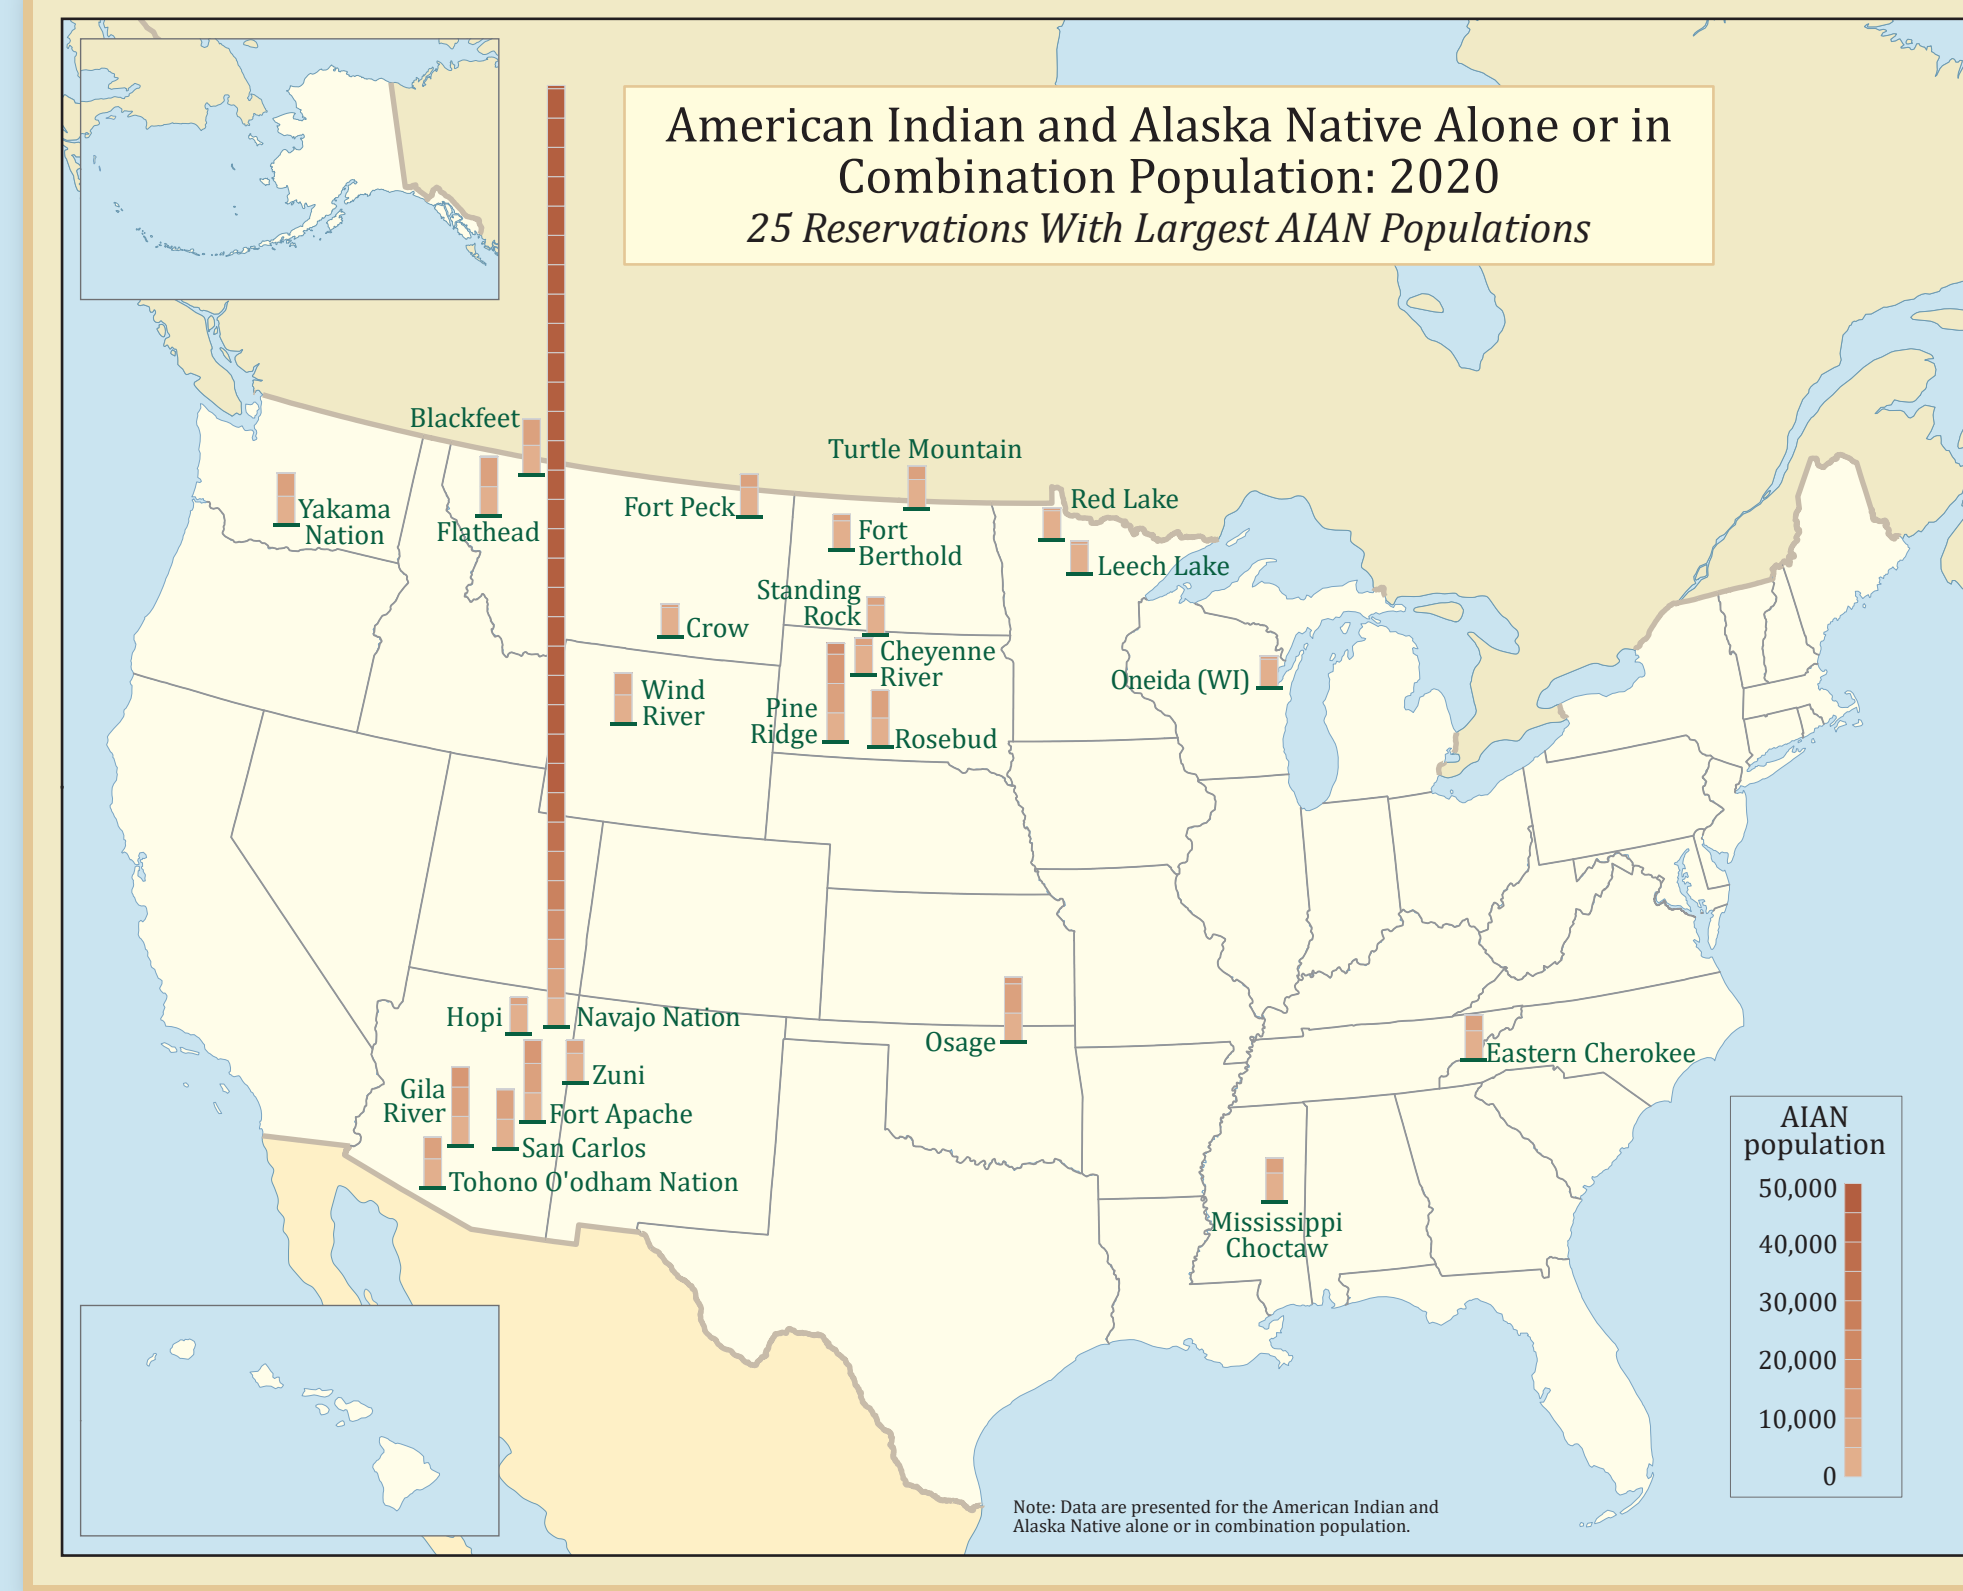 American Indian and Alaska Native Alone or in
Combination Population: 2020
25 Reservations With Largest AIAN Populations
Blackfeet
Turtle Mountain
Yakama
Nation
Flathead
Fort Peck
Red Lake
Fort
Berthold
Leech Lake
Standing
Rock
Crow
Cheyenne
River
Oneida (WI)
Wind
River
Pine
Ridge
Rosebud
Hopi
Navajo Nation
Osage
Eastern Cherokee
Zuni
Gila
River
Fort Apache
San Carlos
Tohono O'odham Nation
Mississippi
Choctaw
AIAN
population
50,000
40,000
30,000
20,000
10,000
0
Note: Data are presented for the American Indian and
Alaska Native alone or in combination population.